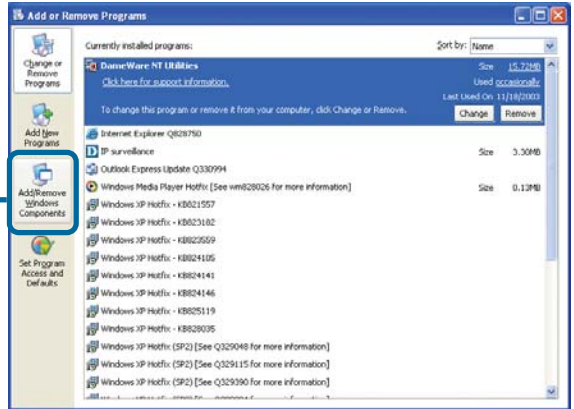 Add or Remove Programs
Change or
Remove
Programs
Add New
Programs
Add/Remove
Windows
Components
Set Program
Access and
Defaults
Currently installed programs:
Sort by: Name
DameWare NT Utilities Size 15.72MB
Click here for support information. Used occasionally
Last Used On 11/18/2003
To change this program or remove it from your computer, click Change or Remove. Change Remove
Internet Explorer Q828750
IP surveillance Size 3.30MB
Outlook Express Update Q330994
Windows Media Player Hotfix [See wm828026 for more information] Size 0.13MB
Windows XP Hotfix - KB821557
Windows XP Hotfix - KB823182
Windows XP Hotfix - KB823559
Windows XP Hotfix - KB824105
Windows XP Hotfix - KB824141
Windows XP Hotfix - KB824146
Windows XP Hotfix - KB825119
Windows XP Hotfix - KB828035
Windows XP Hotfix (SP2) [See Q329048 for more information]
Windows XP Hotfix (SP2) [See Q329115 for more information]
Windows XP Hotfix (SP2) [See Q329390 for more information]